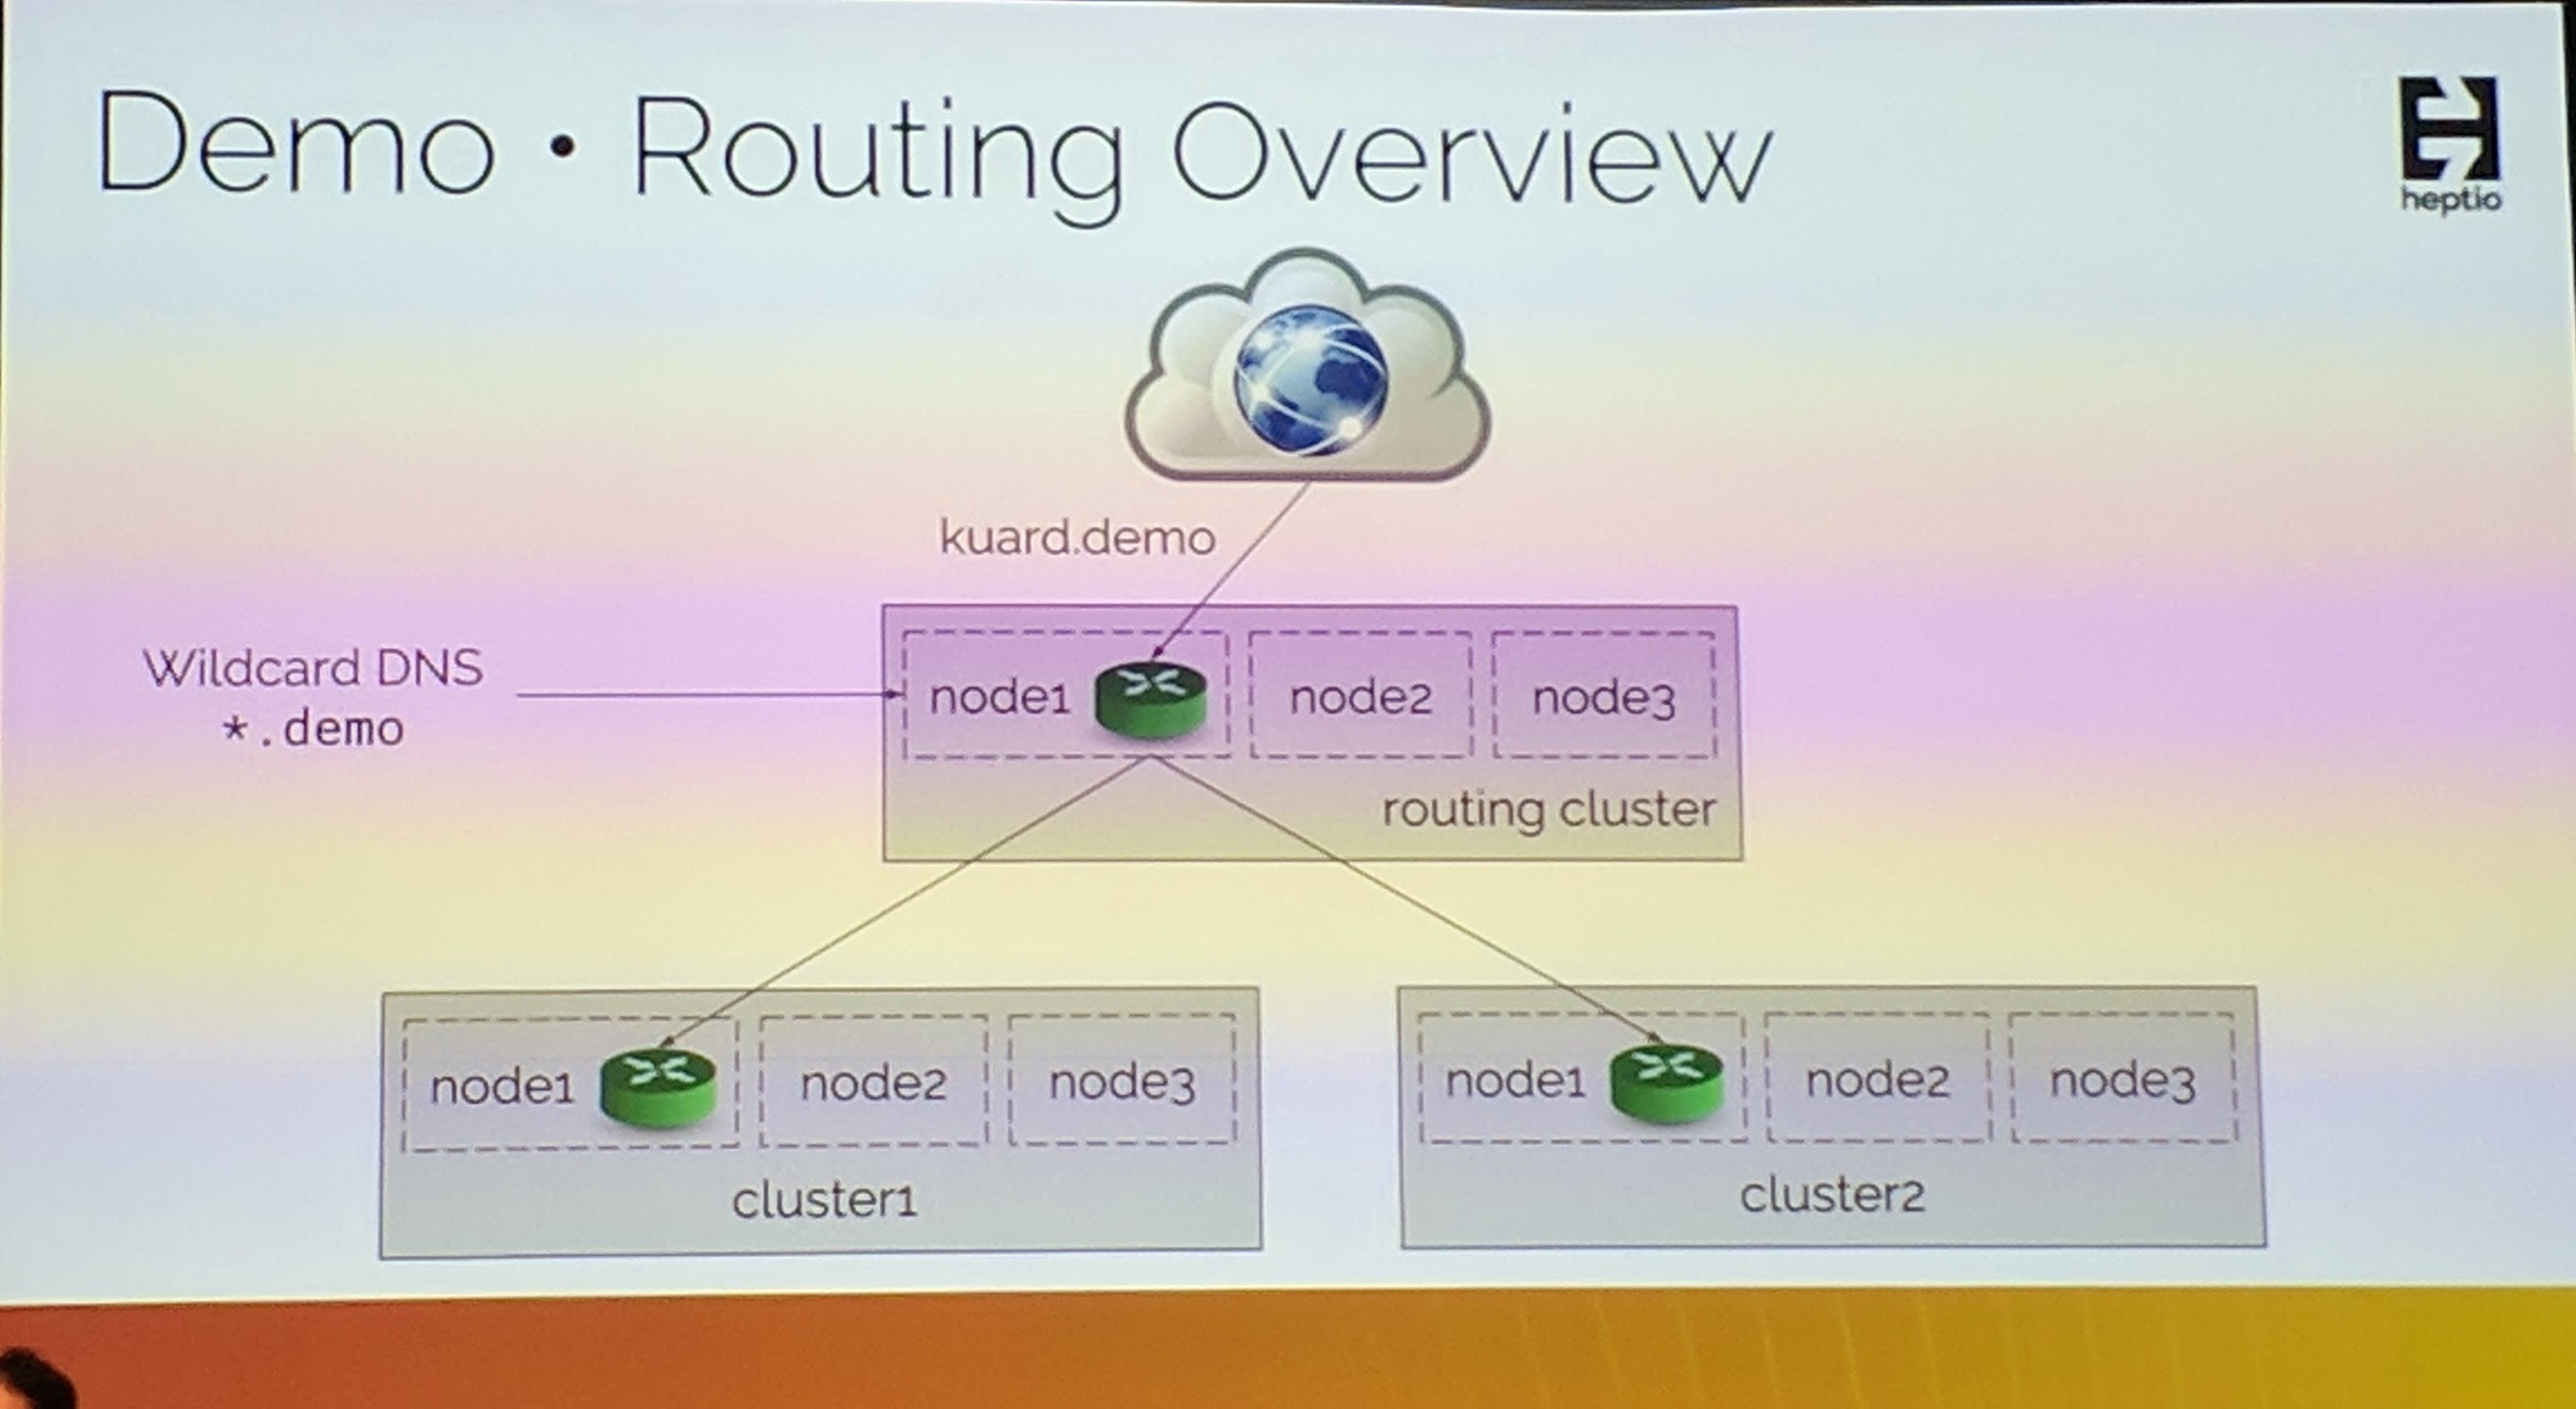 Demo • Routing Overview
heptio
kuard.demo
Wildcard DNS
*.demo
node1
node2
node3
routing cluster
node1
node2
node3
cluster1
node1
node2
node3
cluster2